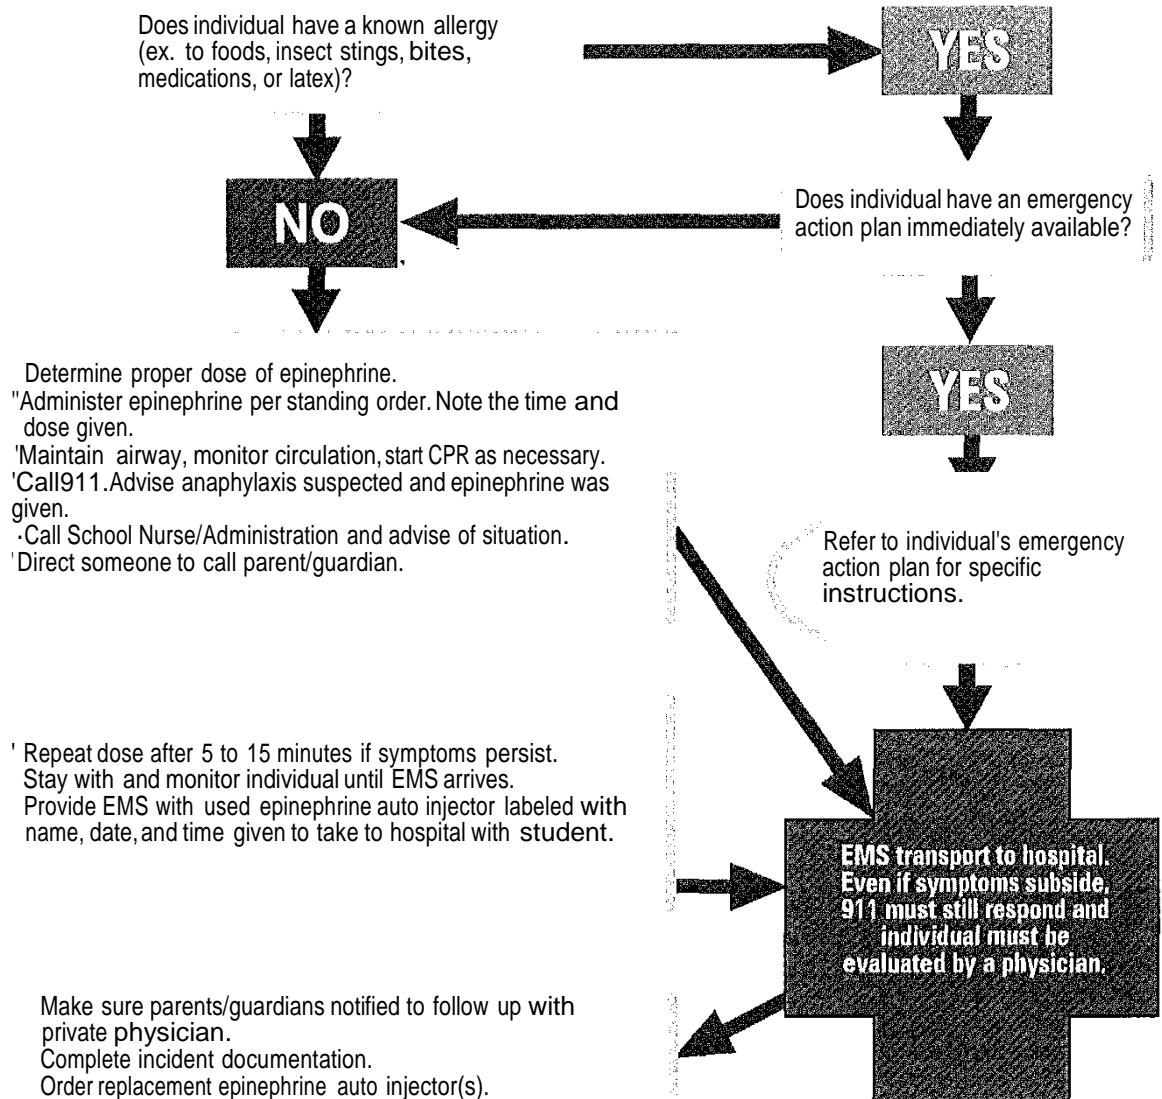 Does individual have a known allergy
(ex. to foods, insect stings, bites,
medications, or latex)?
YES
NO
Does individual have an emergency
action plan immediately available?
YES
Determine proper dose of epinephrine.
"Administer epinephrine per standing order. Note the time and
dose given.
'Maintain airway, monitor circulation, start CPR as necessary.
'Call911. Advise anaphylaxis suspected and epinephrine was
given.
·Call School Nurse/Administration and advise of situation.
'Direct someone to call parent/guardian.
Refer to individual's emergency
action plan for specific
instructions.
' Repeat dose after 5 to 15 minutes if symptoms persist.
Stay with and monitor individual until EMS arrives.
Provide EMS with used epinephrine auto injector labeled with
name, date, and time given to take to hospital with student.
EMS transport to hospital.
Even if symptoms subside.
911 must still respond and
individual must be
evaluated by a physician.
Make sure parents/guardians notified to follow up with
private physician.
Complete incident documentation.
Order replacement epinephrine auto injector(s).